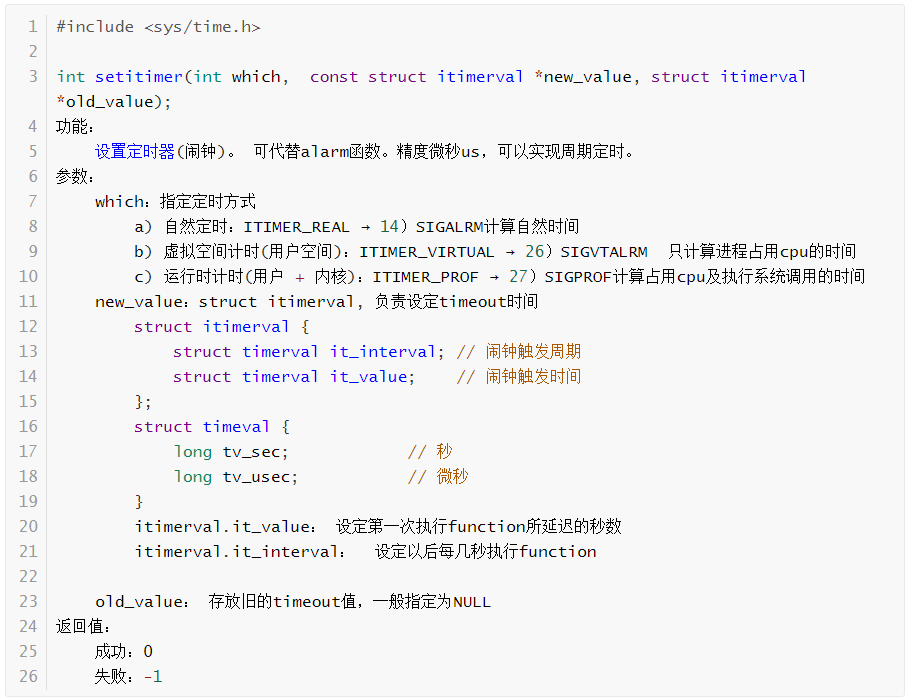 1 #include <sys/time.h>
2
3 int setitimer(int which,  const struct itimerval *new_value, struct itimerval
*old_value);
4 功能：
5     设置定时器(闹钟)。 可代替alarm函数。精度微秒us，可以实现周期定时。
6 参数：
7     which：指定定时方式
8         a) 自然定时：ITIMER_REAL → 14）SIGALRM计算自然时间
9         b) 虚拟空间计时(用户空间)：ITIMER_VIRTUAL → 26）SIGVTALRM  只计算进程占用cpu的时间
10         c) 运行时计时(用户 + 内核)：ITIMER_PROF → 27）SIGPROF计算占用cpu及执行系统调用的时间
11     new_value：struct itimerval, 负责设定timeout时间
12         struct itimerval {
13             struct timerval it_interval; // 闹钟触发周期
14             struct timerval it_value;    // 闹钟触发时间
15         };
16         struct timeval {
17             long tv_sec;            // 秒
18             long tv_usec;           // 微秒
19         }
20         itimerval.it_value： 设定第一次执行function所延迟的秒数
21         itimerval.it_interval：  设定以后每几秒执行function
22
23     old_value： 存放旧的timeout值，一般指定为NULL
24 返回值：
25     成功：0
26     失败：-1